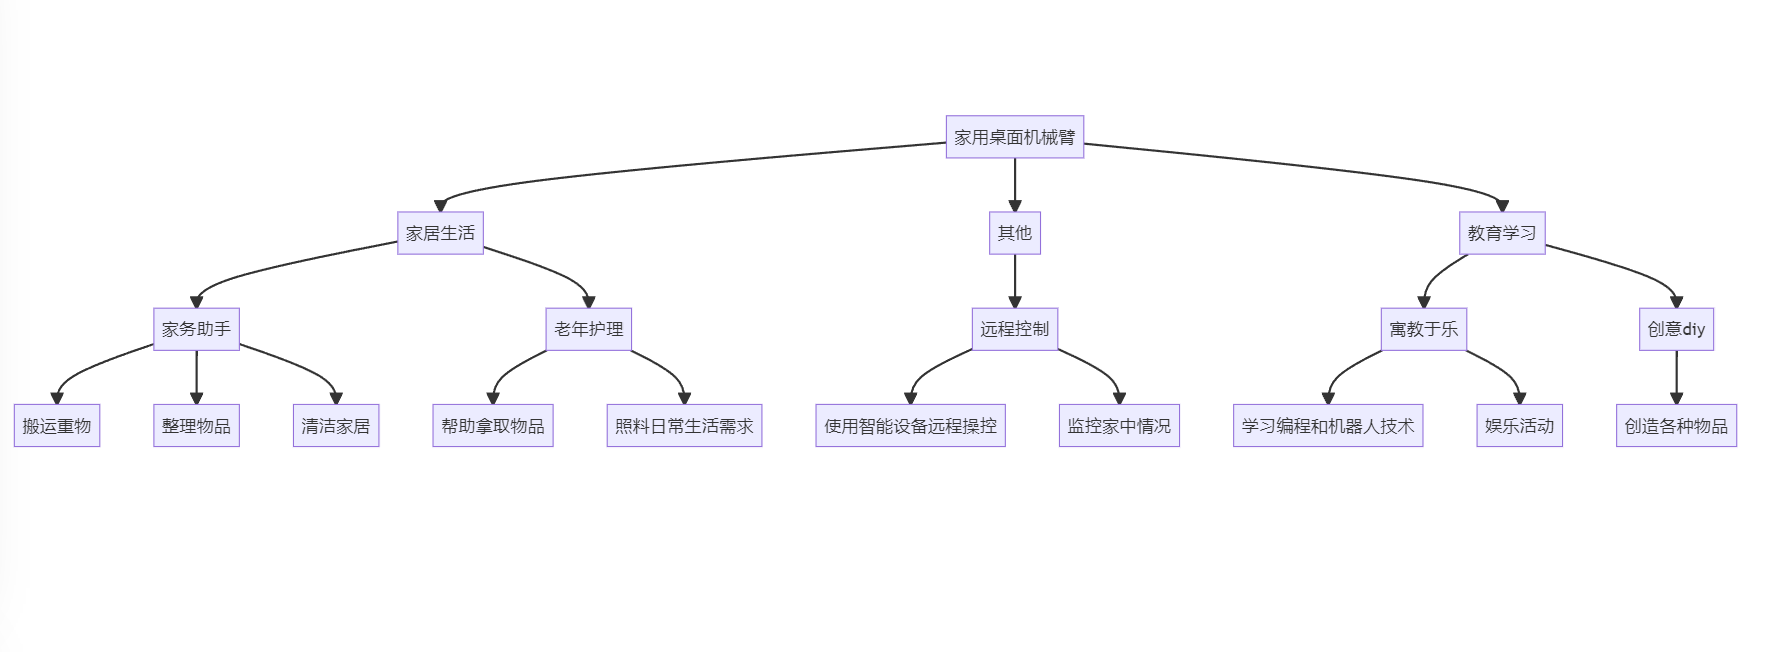 家用桌面机械臂
家居生活
其他
教育学习
家务助手
老年护理
远程控制
寓教于乐
创意diy
搬运重物
整理物品
清洁家居
帮助拿取物品
照料日常生活需求
使用智能设备远程操控
监控家中情况
学习编程和机器人技术
娱乐活动
创造各种物品